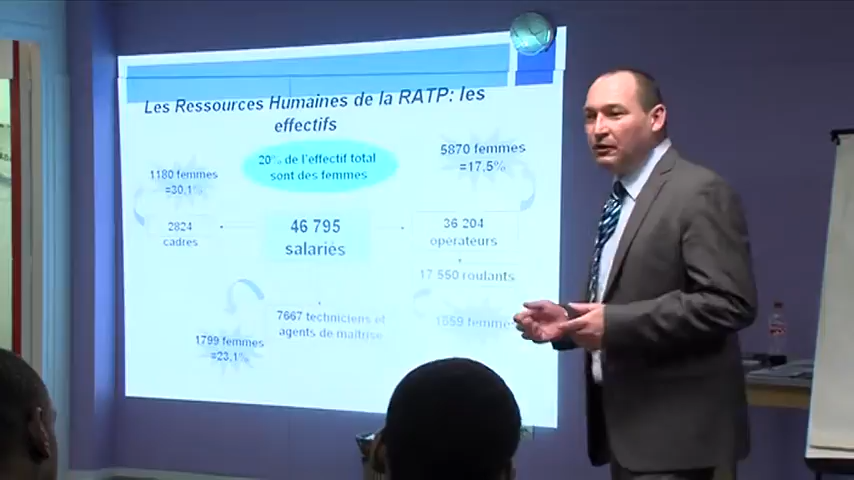 Les Ressources Humaines de la RATP: les
effectifs
20% de l'effectif total
sont des femmes
5870 femmes
=17,5%
1180 femmes
=30,1%
2824
cadres
46 795
salariés
36 204
opérateurs
17 550 roulants
7667 techniciens et
agents de maîtrise
1659 femmes
1799 femmes
=23,1%